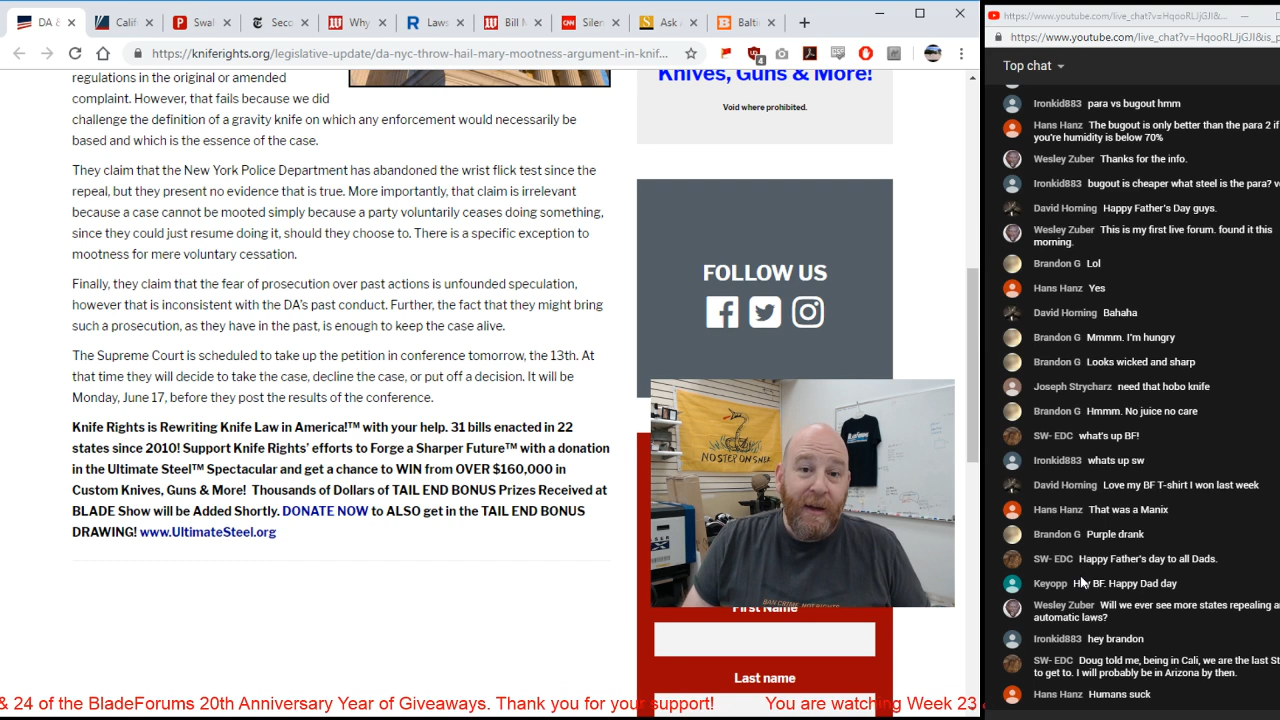 DA &
Calif
Swal
Secc
Why
Laws
Bill M
Silen
Ask
Balti
https://kniferights.org/legislative-update/da-nyc-throw-hail-mary-mootness-argument-in-knif...
4
regulations in the original or amended
complaint. However, that fails because we did
challenge the definition of a gravity knife on which any enforcement would necessarily be
based and which is the essence of the case.
They claim that the New York Police Department has abandoned the wrist flick test since the
repeal, but they present no evidence that is true. More importantly, that claim is irrelevant
because a case cannot be mooted simply because a party voluntarily ceases doing something,
since they could just resume doing it, should they choose to. There is a specific exception to
mootness for mere voluntary cessation.
Finally, they claim that the fear of prosecution over past actions is unfounded speculation,
however that is inconsistent with the DA's past conduct. Further, the fact that they might bring
such a prosecution, as they have in the past, is enough to keep the case alive.
The Supreme Court is scheduled to take up the petition in conference tomorrow, the 13th. At
that time they will decide to take the case, decline the case, or put off a decision. It will be
Monday, June 17, before they post the results of the conference.
Knife Rights is Rewriting Knife Law in America!™ with your help. 31 bills enacted in 22
states since 2010! Support Knife Rights' efforts to Forge a Sharper Future™ with a donation
in the Ultimate Steel™ Spectacular and get a chance to WIN from OVER $160,000 in
Custom Knives, Guns & More! Thousands of Dollars of TAIL END BONUS Prizes Received at
BLADE Show will be Added Shortly. DONATE NOW to ALSO get in the TAIL END BONUS
DRAWING! www.UltimateSteel.org
Knives, Guns & More!
Void where prohibited.
FOLLOW US
NO STEP ON SNEK
BAN CRIME, NOT RIGHTS
First Name
Last name
https://www.youtube.com/live_chat?v=HqooRLIJGJI&...
https://www.youtube.com/live_chat?v=HqooRLIJGJI&is_p
Top chat
Ironkid883 para vs bugout hmm
Hans Hanz The bugout is only better than the para 2 if
you're humidity is below 70%
Wesley Zuber Thanks for the info.
Ironkid883 bugout is cheaper what steel is the para?
David Horning Happy Father's Day guys.
Wesley Zuber This is my first live forum. found it this
morning.
Brandon G Lol
Hans Hanz Yes
David Horning Bahaha
Brandon G Mmmm. I'm hungry
Brandon G Looks wicked and sharp
Joseph Strycharz need that hobo knife
Brandon G Hmmm. No juice no care
SW- EDC what's up BF!
Ironkid883 whats up sw
David Horning Love my BF T-shirt I won last week
Hans Hanz That was a Manix
Brandon G Purple drank
SW- EDC Happy Father's day to all Dads.
Keyopp Hey BF. Happy Dad day
Wesley Zuber Will we ever see more states repealing
automatic laws?
Ironkid883 hey brandon
SW- EDC Doug told me, being in Cali, we are the last St
to get to. I will probably be in Arizona by then.
Hans Hanz Humans suck
& 24 of the BladeForums 20th Anniversary Year of Giveaways. Thank you for your support! You are watching Week 23